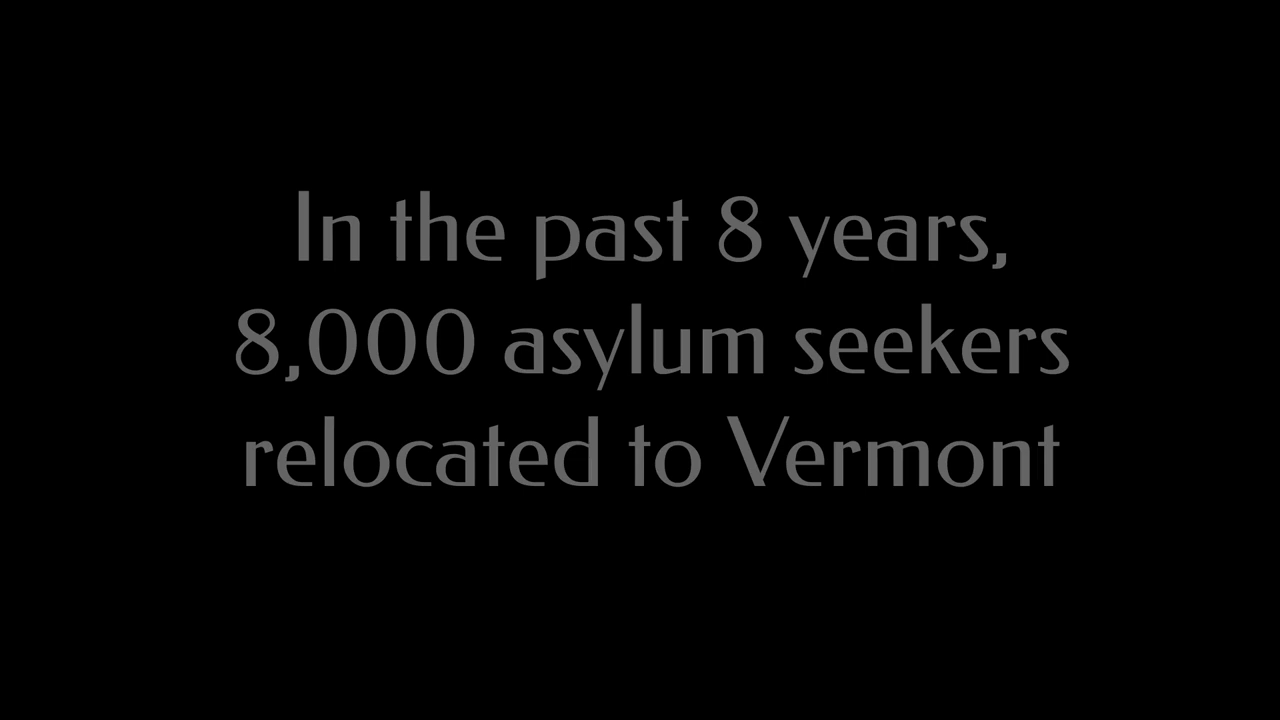 In the past 8 years,
8,000 asylum seekers
relocated to Vermont